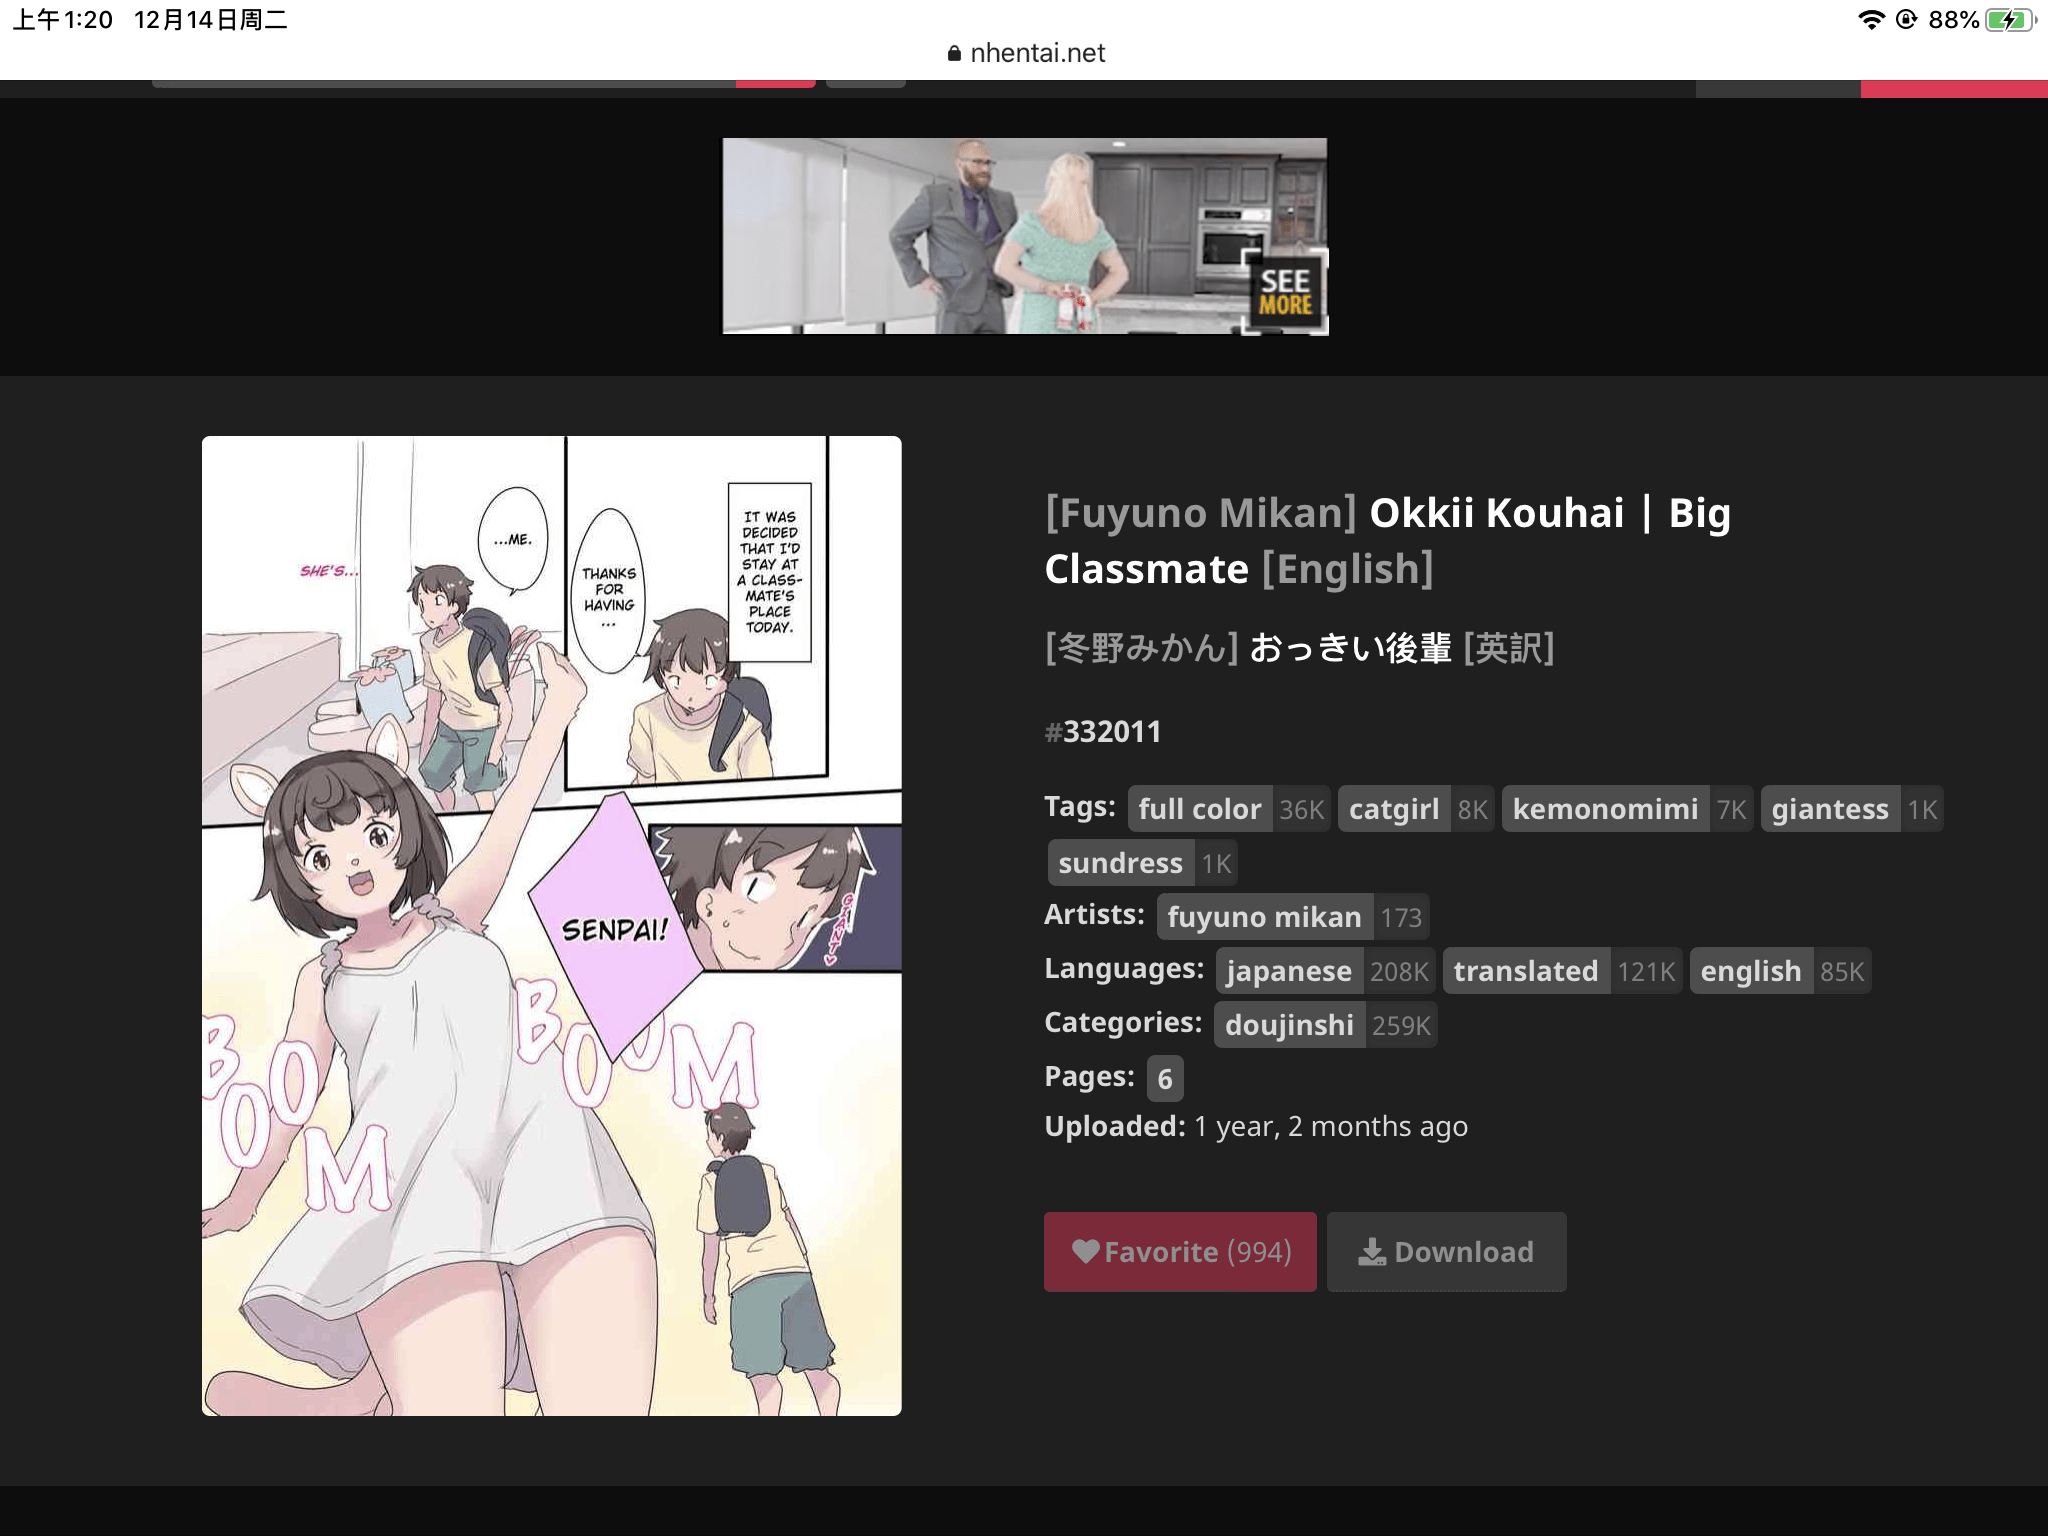 上午1:20 12月14日周二
88%
nhentai.net
SEE
MORE
IT WAS
DECIDED
THAT I'D
STAY AT
A CLASS-
MATE'S
PLACE
TODAY.
THANKS
FOR
HAVING
...
...ME.
SHE'S...
SENPAI!
GIANT♥
BOOM
BOOM
[Fuyuno Mikan] Okkii Kouhai | Big
Classmate [English]
[冬野みかん] おっきい後輩 [英訳]
#332011
Tags: full color 36K catgirl 8K kemonomimi 7K giantess 1K
sundress 1K
Artists: fuyuno mikan 173
Languages: japanese 208K translated 121K english 85K
Categories: doujinshi 259K
Pages: 6
Uploaded: 1 year, 2 months ago
Favorite (994) Download